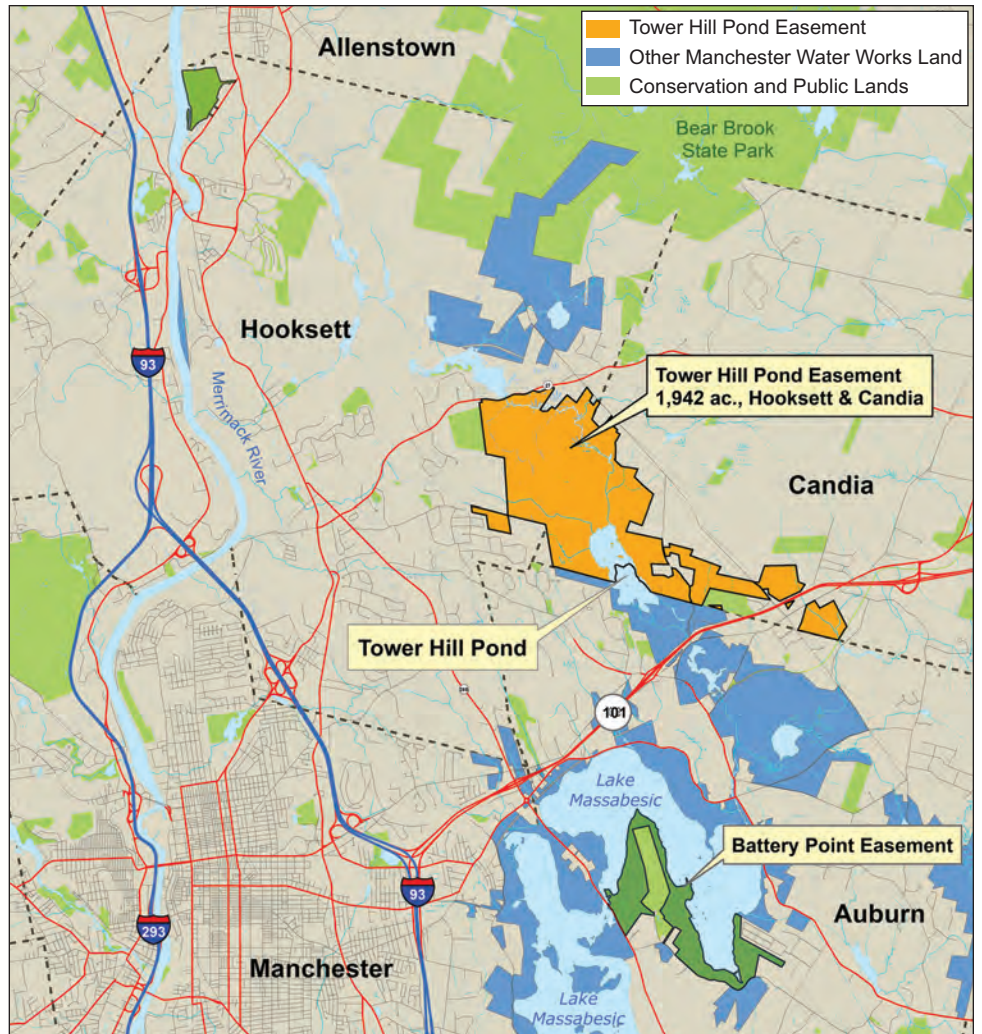 Allenstown
Tower Hill Pond Easement
Other Manchester Water Works Land
Conservation and Public Lands
Bear Brook
State Park
Hooksett
93
Merrimack River
Tower Hill Pond Easement
1,942 ac., Hooksett & Candia
Candia
Tower Hill Pond
101
Lake
Massabesic
Battery Point Easement
93
293
Auburn
Manchester
Lake
Massabesic